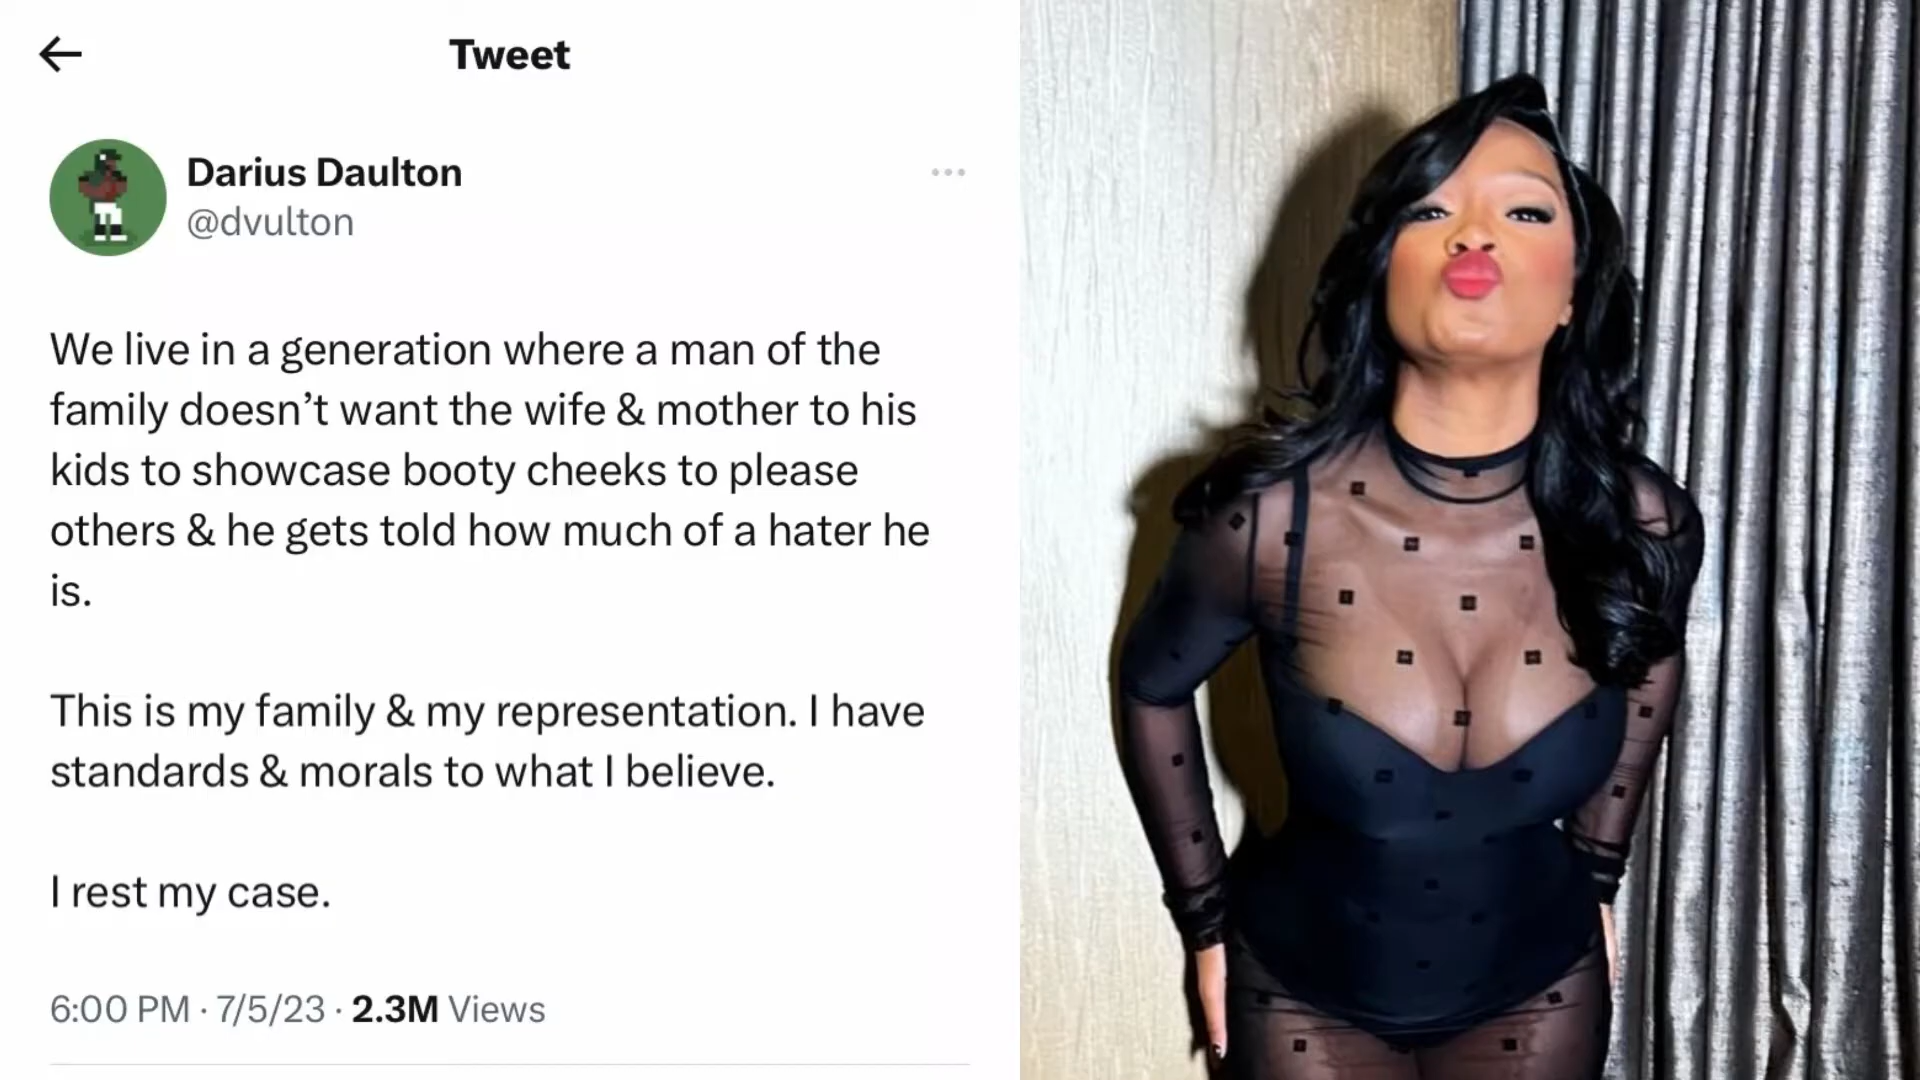 Tweet
Darius Daulton
@dvulton
We live in a generation where a man of the
family doesn’t want the wife & mother to his
kids to showcase booty cheeks to please
others & he gets told how much of a hater he
is.
This is my family & my representation. I have
standards & morals to what I believe.
I rest my case.
6:00 PM · 7/5/23 · 2.3M Views